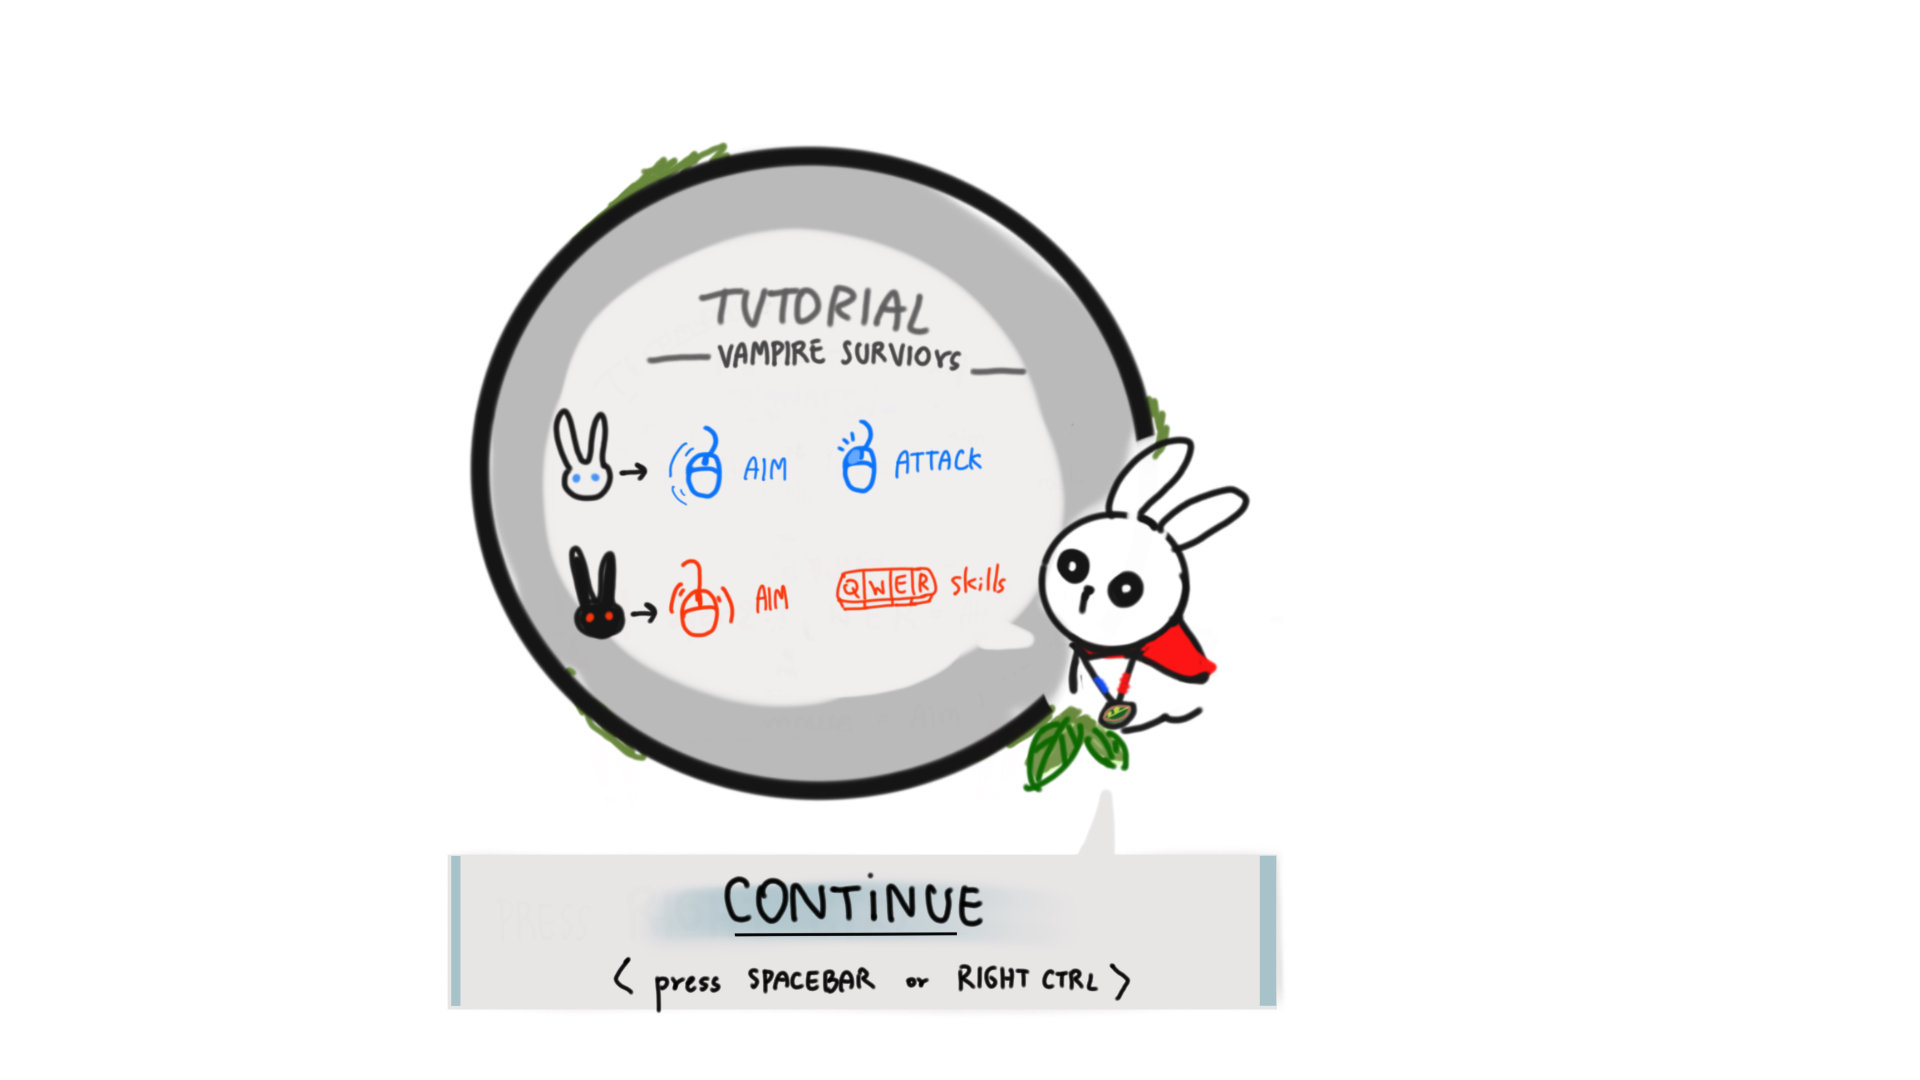 TUTORIAL
VAMPIRE SURVIORS
AIM ATTACK
AIM QWER skills
CONTINUE
< press SPACEBAR or RIGHT CTRL >